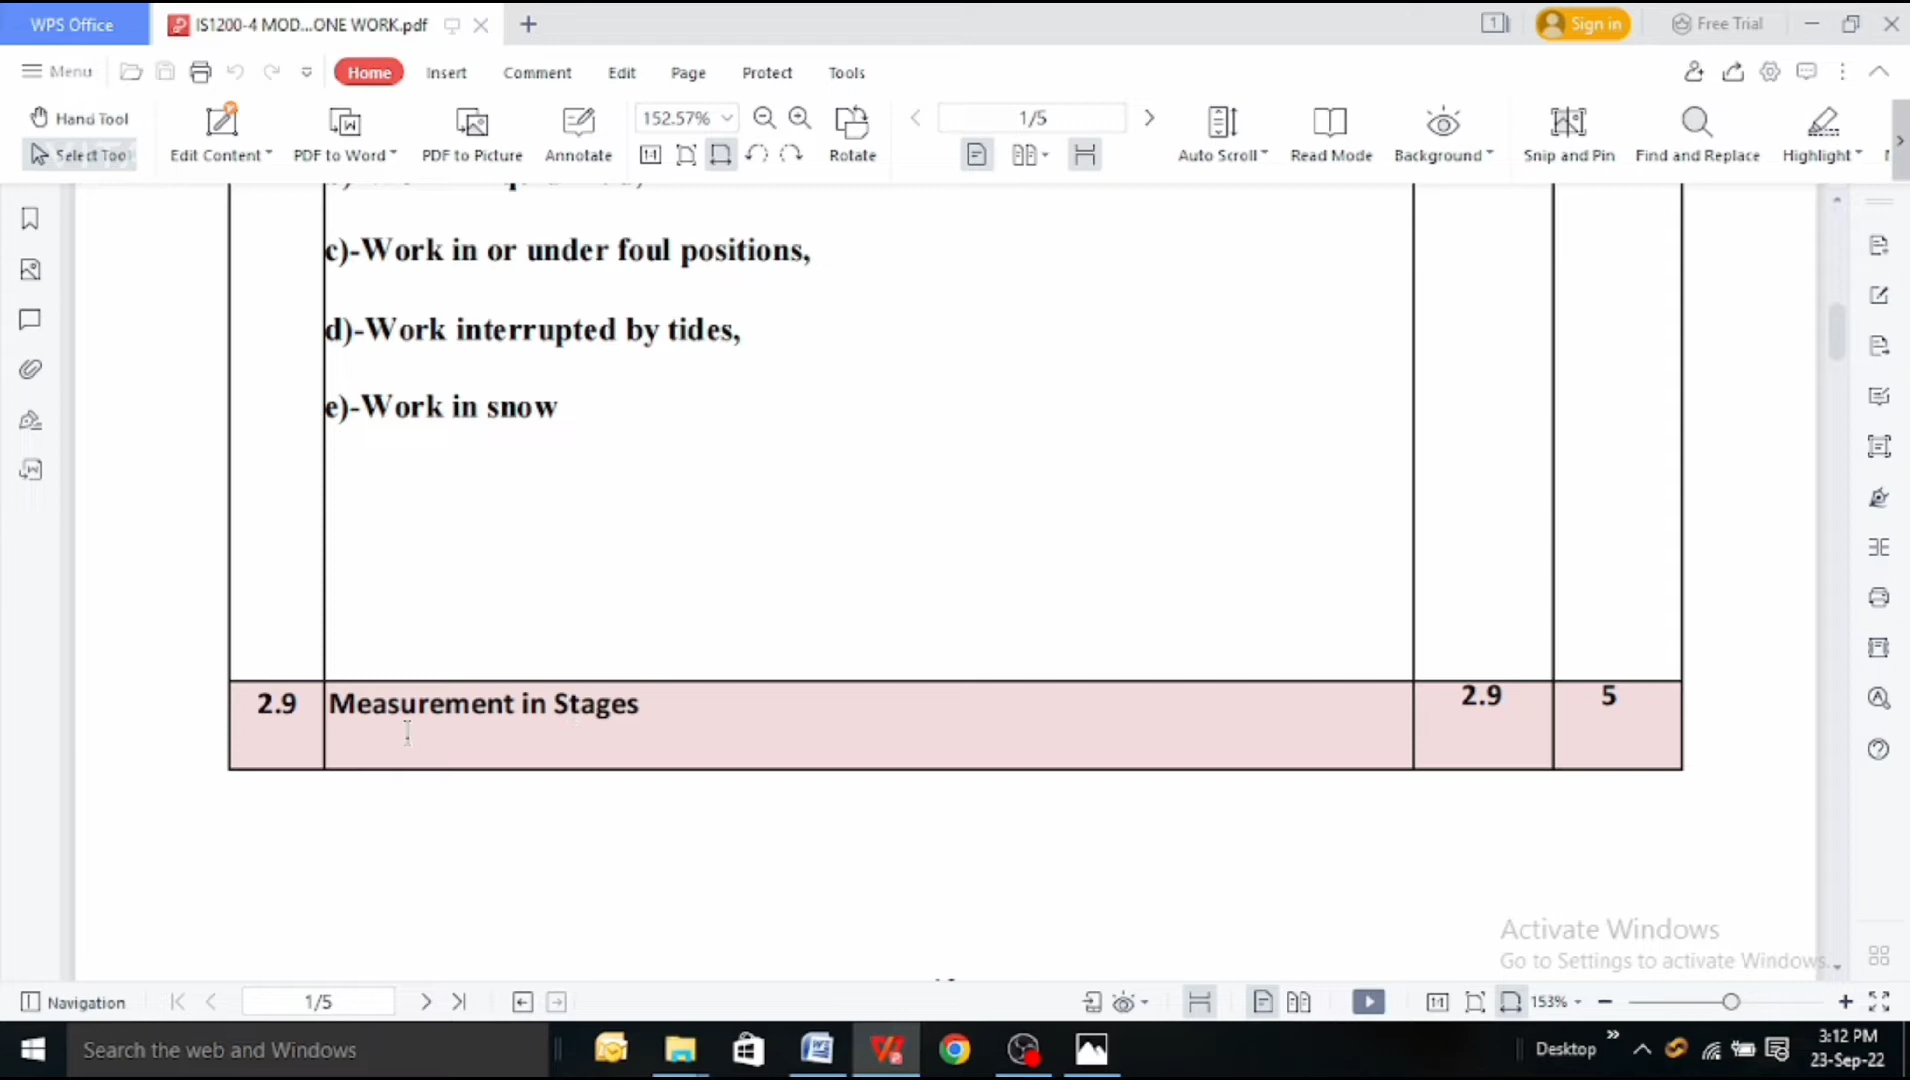 WPS Office
IS1200-4 MOD...ONE WORK.pdf
1
Sign in
Free Trial
Menu
Home
Insert
Comment
Edit
Page
Protect
Tools
Hand Tool
Select Tool
Edit Content
PDF to Word
PDF to Picture
Annotate
152.57%
Rotate
1/5
Auto Scroll
Read Mode
Background
Snip and Pin
Find and Replace
Highlight
c)-Work in or under foul positions,
d)-Work interrupted by tides,
e)-Work in snow
2.9 Measurement in Stages 2.9 5
Activate Windows
Go to Settings to activate Windows.
Navigation
1/5
153%
Search the web and Windows
Desktop
3:12 PM
23-Sep-22